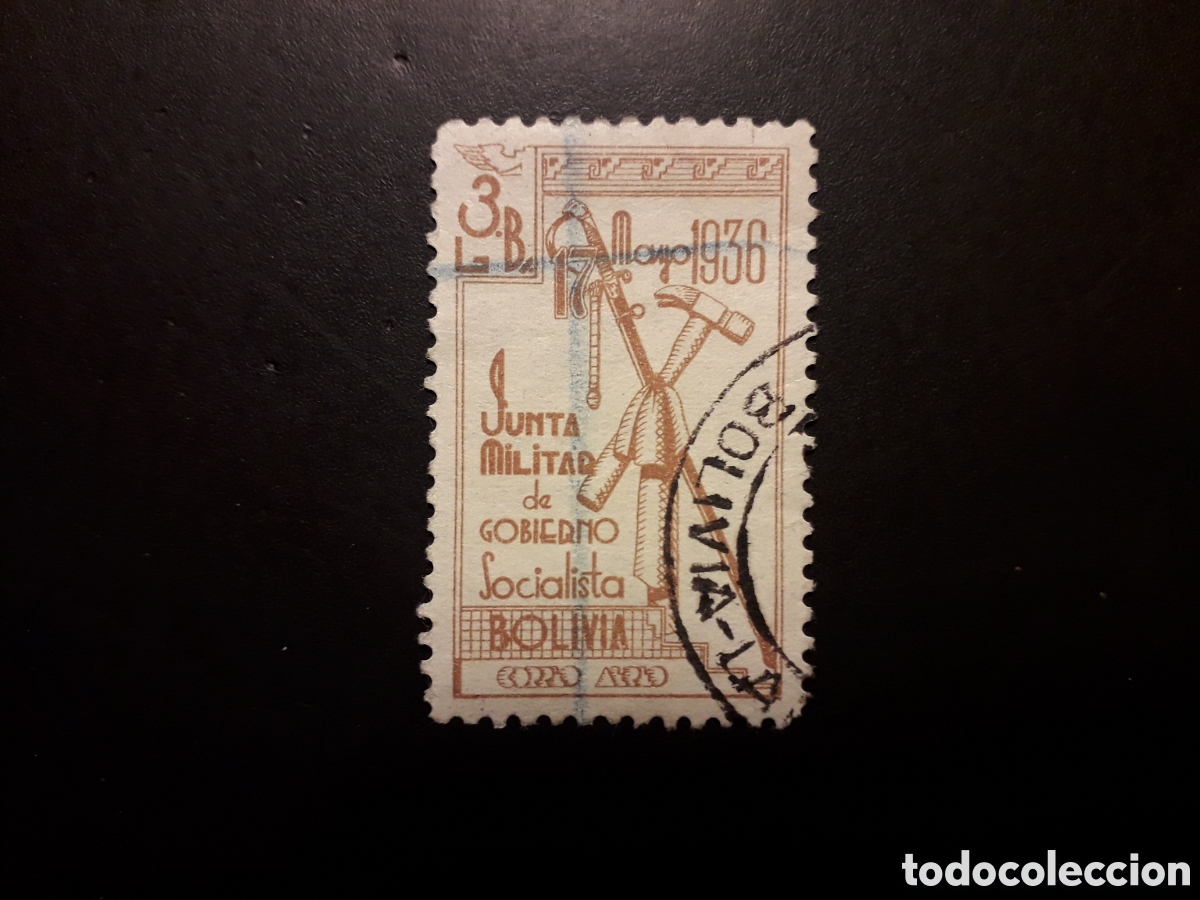 3.
B.
17 Mayo 1936
Junta
Militar
de
GOBIERNO
Socialista
BOLIVIA
CORREO AEREO
BOLIVIA-
todocoleccion